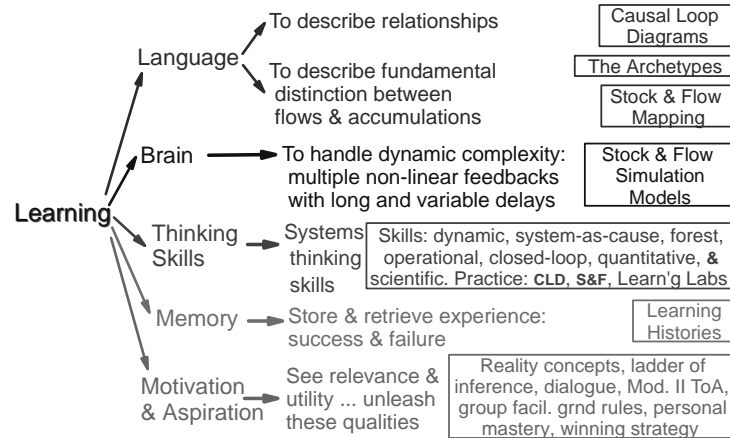 Learning
Language
To describe relationships
Causal Loop
Diagrams
The Archetypes
To describe fundamental
distinction between
flows & accumulations
Stock & Flow
Mapping
Brain
To handle dynamic complexity:
multiple non-linear feedbacks
with long and variable delays
Stock & Flow
Simulation
Models
Thinking
Skills
Systems
thinking
skills
Skills: dynamic, system-as-cause, forest,
operational, closed-loop, quantitative, &
scientific. Practice: CLD, S&F, Learn'g Labs
Memory
Store & retrieve experience:
success & failure
Learning
Histories
Motivation
& Aspiration
See relevance &
utility ... unleash
these qualities
Reality concepts, ladder of
inference, dialogue, Mod. II ToA,
group facil. grnd rules, personal
mastery, winning strategy